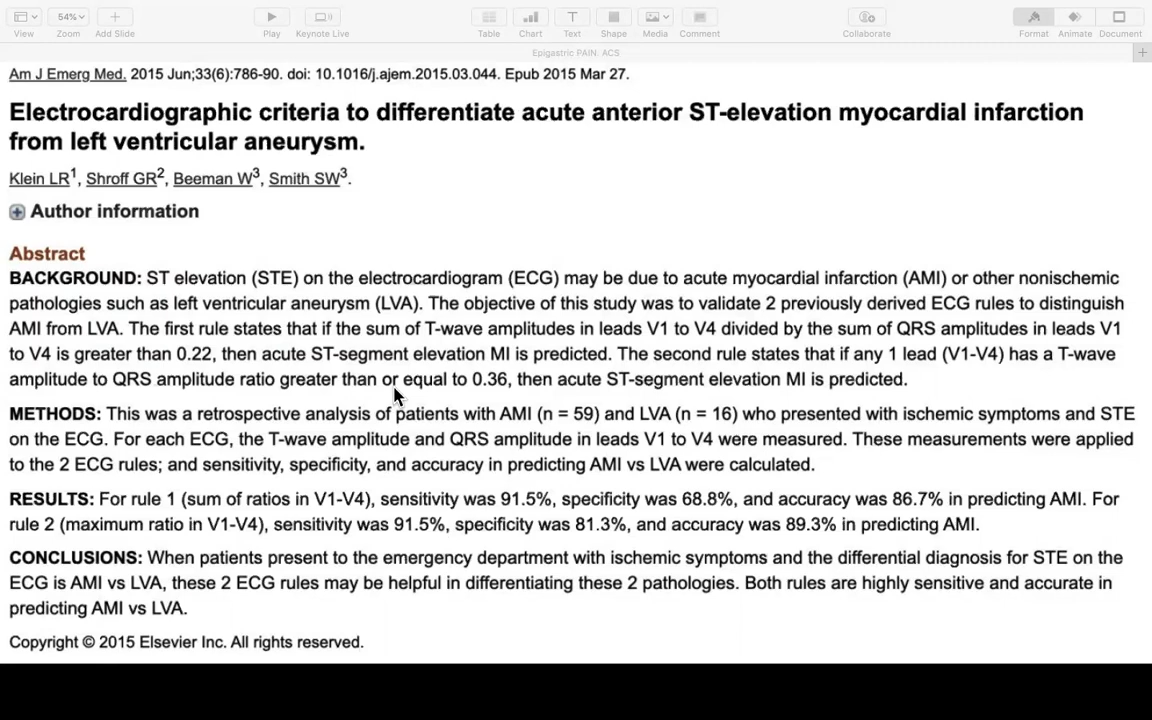 View
54%
Zoom
Add Slide
Play
Keynote Live
Table
Chart
Text
Shape
Media
Comment
Collaborate
Format
Animate
Document
Epigastric PAIN. ACS
Am J Emerg Med. 2015 Jun;33(6):786-90. doi: 10.1016/j.ajem.2015.03.044. Epub 2015 Mar 27.
Electrocardiographic criteria to differentiate acute anterior ST-elevation myocardial infarction
from left ventricular aneurysm.
Klein LR1, Shroff GR2, Beeman W3, Smith SW3.
Author information
Abstract
BACKGROUND: ST elevation (STE) on the electrocardiogram (ECG) may be due to acute myocardial infarction (AMI) or other nonischemic
pathologies such as left ventricular aneurysm (LVA). The objective of this study was to validate 2 previously derived ECG rules to distinguish
AMI from LVA. The first rule states that if the sum of T-wave amplitudes in leads V1 to V4 divided by the sum of QRS amplitudes in leads V1
to V4 is greater than 0.22, then acute ST-segment elevation MI is predicted. The second rule states that if any 1 lead (V1-V4) has a T-wave
amplitude to QRS amplitude ratio greater than or equal to 0.36, then acute ST-segment elevation MI is predicted.
METHODS: This was a retrospective analysis of patients with AMI (n = 59) and LVA (n = 16) who presented with ischemic symptoms and STE
on the ECG. For each ECG, the T-wave amplitude and QRS amplitude in leads V1 to V4 were measured. These measurements were applied
to the 2 ECG rules; and sensitivity, specificity, and accuracy in predicting AMI vs LVA were calculated.
RESULTS: For rule 1 (sum of ratios in V1-V4), sensitivity was 91.5%, specificity was 68.8%, and accuracy was 86.7% in predicting AMI. For
rule 2 (maximum ratio in V1-V4), sensitivity was 91.5%, specificity was 81.3%, and accuracy was 89.3% in predicting AMI.
CONCLUSIONS: When patients present to the emergency department with ischemic symptoms and the differential diagnosis for STE on the
ECG is AMI vs LVA, these 2 ECG rules may be helpful in differentiating these 2 pathologies. Both rules are highly sensitive and accurate in
predicting AMI vs LVA.
Copyright © 2015 Elsevier Inc. All rights reserved.